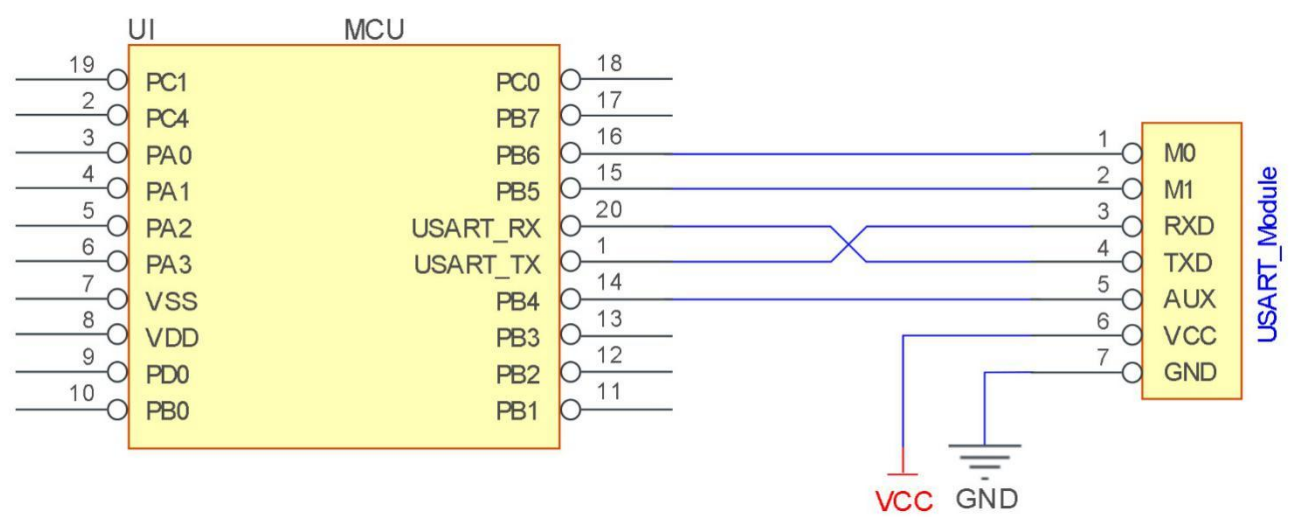 UI MCU
19 PC1 PC0 18
2 PC4 PB7 17
3 PA0 PB6 16 1 M0
4 PA1 PB5 15 2 M1
5 PA2 USART_RX 20 3 RXD
6 PA3 USART_TX 1 4 TXD
7 VSS PB4 14 5 AUX
8 VDD PB3 13 6 VCC
9 PD0 PB2 12 7 GND
10 PB0 PB1 11
USART_Module
VCC GND